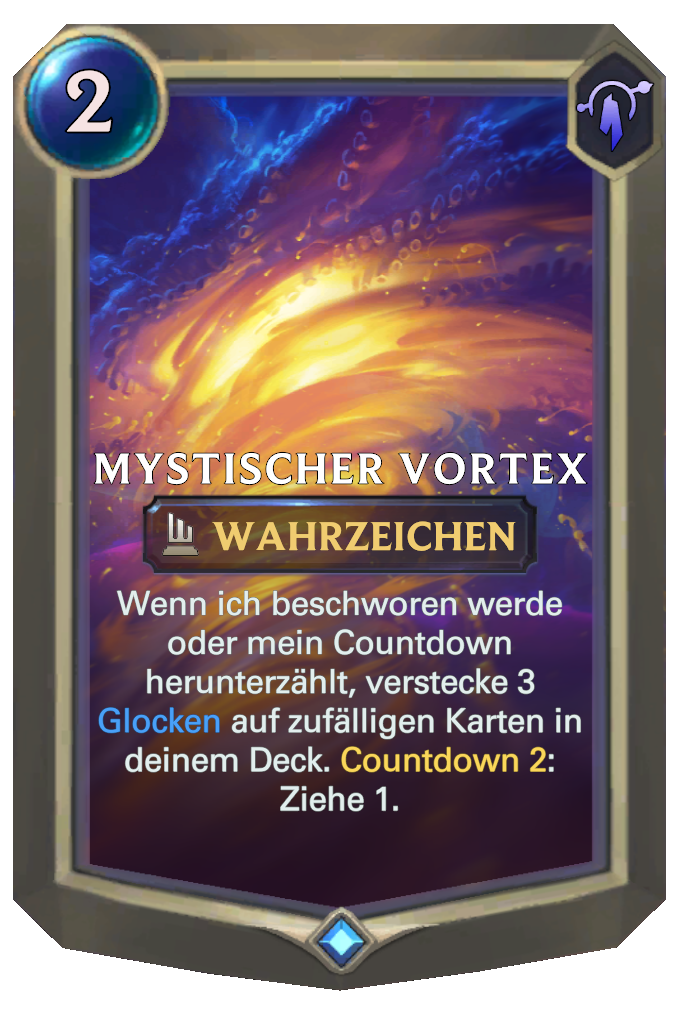 2
MYSTISCHER VORTEX
WAHRZEICHEN
Wenn ich beschworen werde
oder mein Countdown
herunterzählt, verstecke 3
Glocken auf zufälligen Karten in
deinem Deck. Countdown 2:
Ziehe 1.